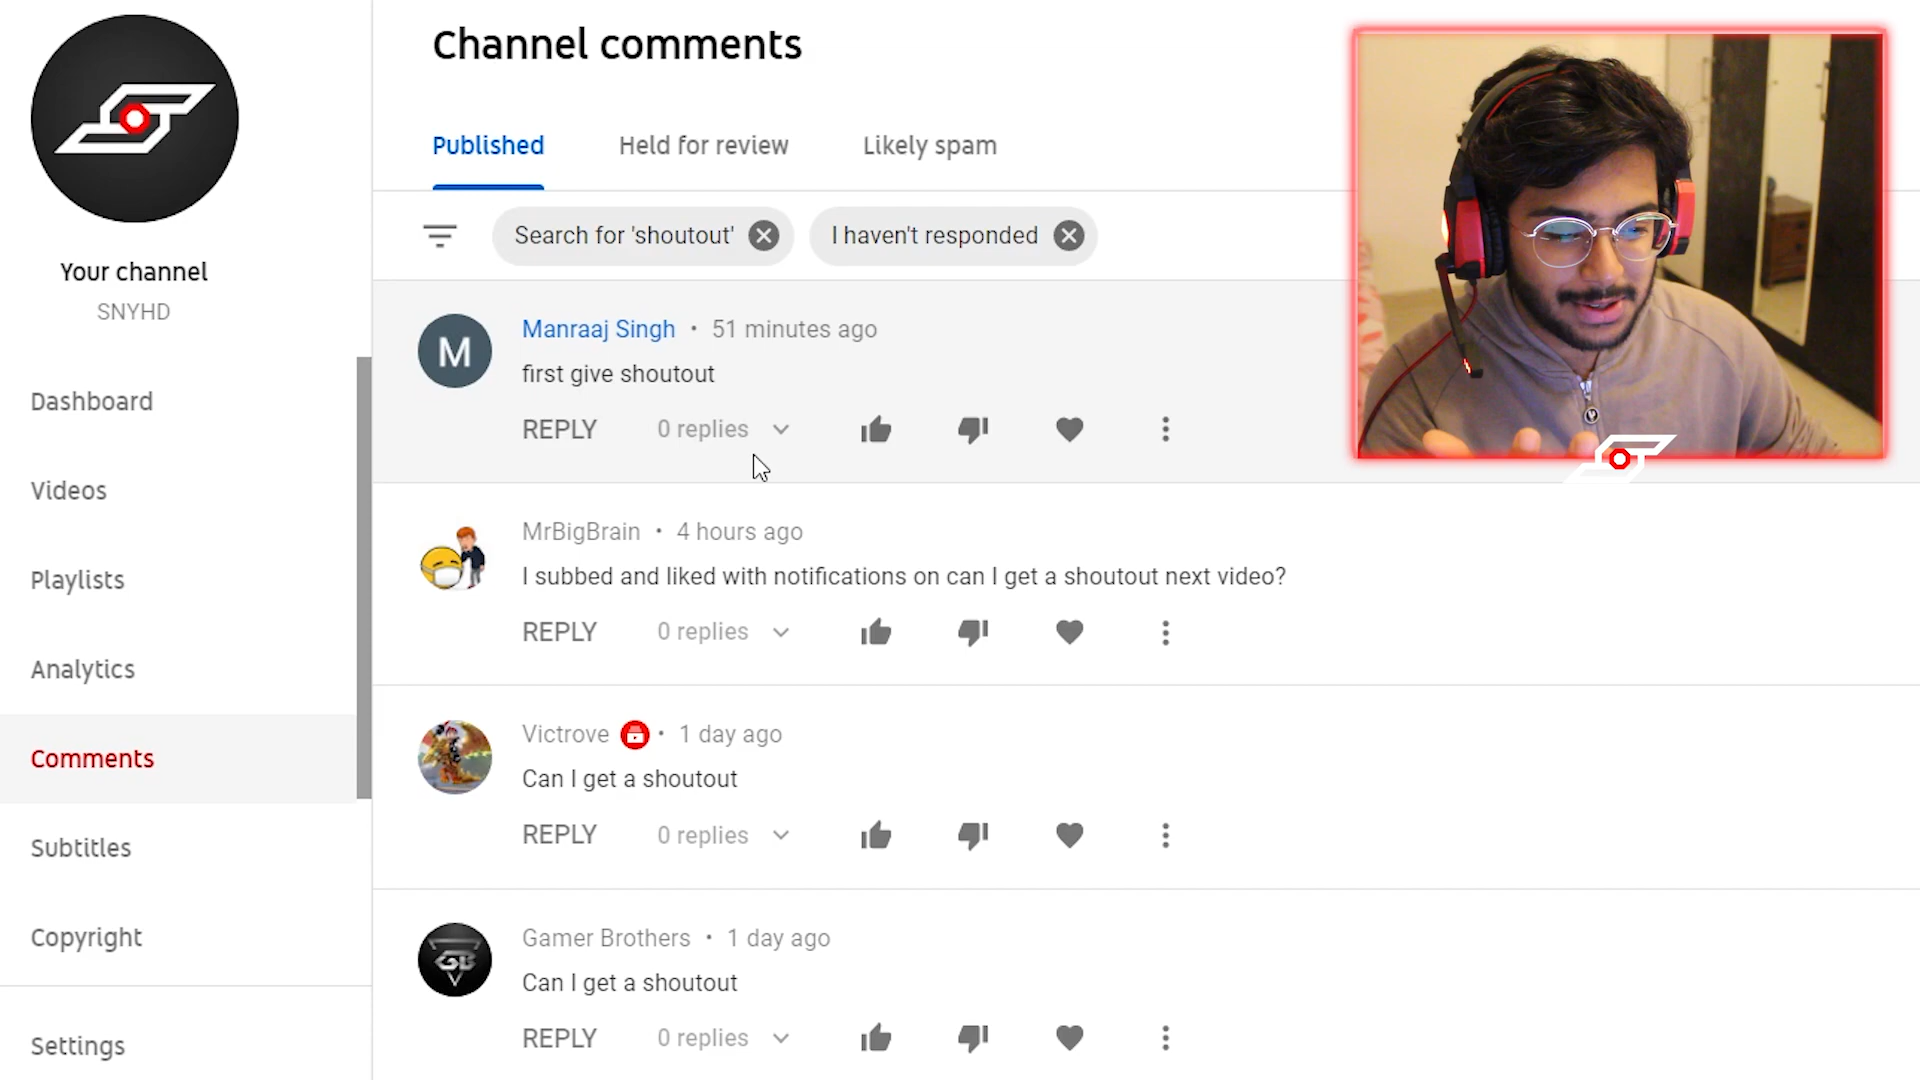 Your channel
SNYHD
Dashboard
Videos
Playlists
Analytics
Comments
Subtitles
Copyright
Settings
Channel comments
Published
Held for review
Likely spam
Search for 'shoutout'
I haven't responded
M
Manraaj Singh • 51 minutes ago
first give shoutout
REPLY 0 replies
MrBigBrain • 4 hours ago
I subbed and liked with notifications on can I get a shoutout next video?
REPLY 0 replies
Victrove • 1 day ago
Can I get a shoutout
REPLY 0 replies
GB
Gamer Brothers • 1 day ago
Can I get a shoutout
REPLY 0 replies